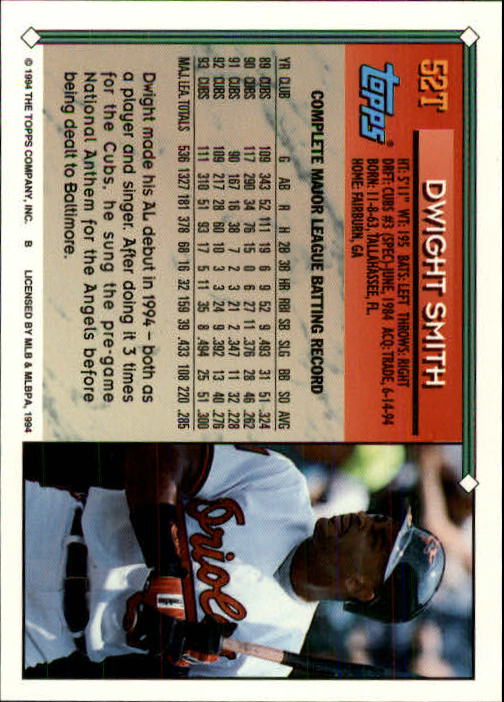 52T
DWIGHT SMITH
topps
HT: 5'11" WT: 195 BATS: LEFT THROWS: RIGHT
DRFT: CUBS #3 (SPEC)-JUNE, 1984 ACQ: TRADE, 6-14-94
BORN: 11-8-63, TALLAHASSEE, FL.
HOME: FAIRBURN, GA
COMPLETE MAJOR LEAGUE BATTING RECORD
YR CLUB G AB R H 2B 3B HR RBI SB SLG BB SO AVG
89 CUBS 109 343 52 111 19 6 9 52 9 .493 31 51 .324
90 CUBS 117 290 34 76 15 0 6 27 11 .376 28 46 .262
91 CUBS 90 167 16 38 7 2 3 21 2 .347 11 32 .228
92 CUBS 109 217 28 60 10 3 3 24 9 .392 13 40 .276
93 CUBS 111 310 51 93 17 5 11 35 8 .494 25 51 .300
MAJ. LEA. TOTALS 536 1327 181 378 68 16 32 159 39 .433 108 220 .285
Dwight made his AL debut in 1994 – both as
a player and singer. After doing it 3 times
for the Cubs, he sung the pre-game
National Anthem for the Angels before
being dealt to Baltimore.
© 1994 THE TOPPS COMPANY, INC. B LICENSED BY MLB & MLBPA, 1994
Oriol